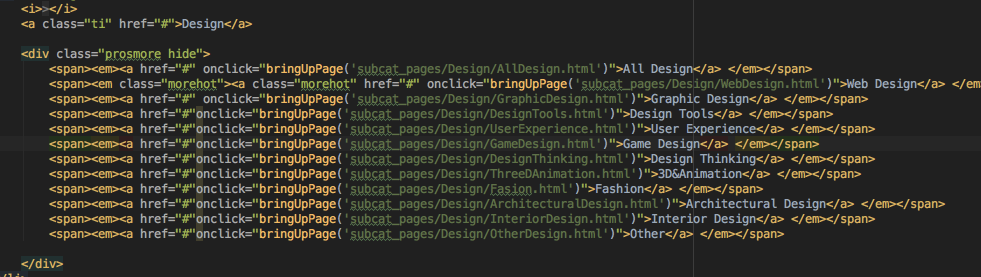 <i>></i>
<a class="ti" href="#">Design</a>
<div class="prosmore hide">
<span><em><a href="#" onclick="bringUpPage('subcat_pages/Design/AllDesign.html')">All Design</a> </em></span>
<span><em class="morehot"><a class="morehot" href="#" onclick="bringUpPage('subcat_pages/Design/WebDesign.html')">Web Design</a> </em
<span><em><a href="#" onclick="bringUpPage('subcat_pages/Design/GraphicDesign.html')">Graphic Design</a> </em></span>
<span><em><a href="#"onclick="bringUpPage('subcat_pages/Design/DesignTools.html')">Design Tools</a> </em></span>
<span><em><a href="#"onclick="bringUpPage('subcat_pages/Design/UserExperience.html')">User Experience</a> </em></span>
<span><em><a href="#"onclick="bringUpPage('subcat_pages/Design/GameDesign.html')">Game Design</a> </em></span>
<span><em><a href="#"onclick="bringUpPage('subcat_pages/Design/DesignThinking.html')">Design Thinking</a> </em></span>
<span><em><a href="#"onclick="bringUpPage('subcat_pages/Design/ThreeDAnimation.html')">3D&Animation</a> </em></span>
<span><em><a href="#"onclick="bringUpPage('subcat_pages/Design/Fasion.html')">Fashion</a> </em></span>
<span><em><a href="#"onclick="bringUpPage('subcat_pages/Design/ArchitecturalDesign.html')">Architectural Design</a> </em></span>
<span><em><a href="#"onclick="bringUpPage('subcat_pages/Design/InteriorDesign.html')">Interior Design</a> </em></span>
<span><em><a href="#"onclick="bringUpPage('subcat_pages/Design/OtherDesign.html')">Other</a> </em></span>
</div>